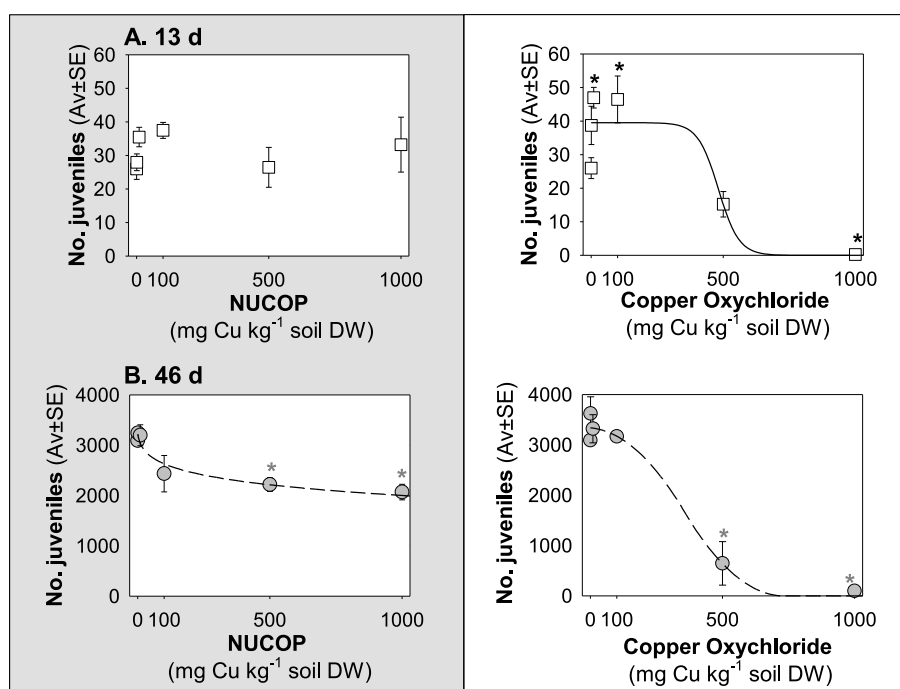 A. 13 d
No. juveniles (Av±SE)
60
50
40
30
20
10
0
0 100 500 1000
NUCOP
(mg Cu kg⁻¹ soil DW)
No. juveniles (Av±SE)
60
50
40
30
20
10
0
* * *
0 100 500 1000
Copper Oxychloride
(mg Cu kg⁻¹ soil DW)
B. 46 d
No. juveniles (Av±SE)
4000
3000
2000
1000
0
* *
0 100 500 1000
NUCOP
(mg Cu kg⁻¹ soil DW)
No. juveniles (Av±SE)
4000
3000
2000
1000
0
* *
0 100 500 1000
Copper Oxychloride
(mg Cu kg⁻¹ soil DW)